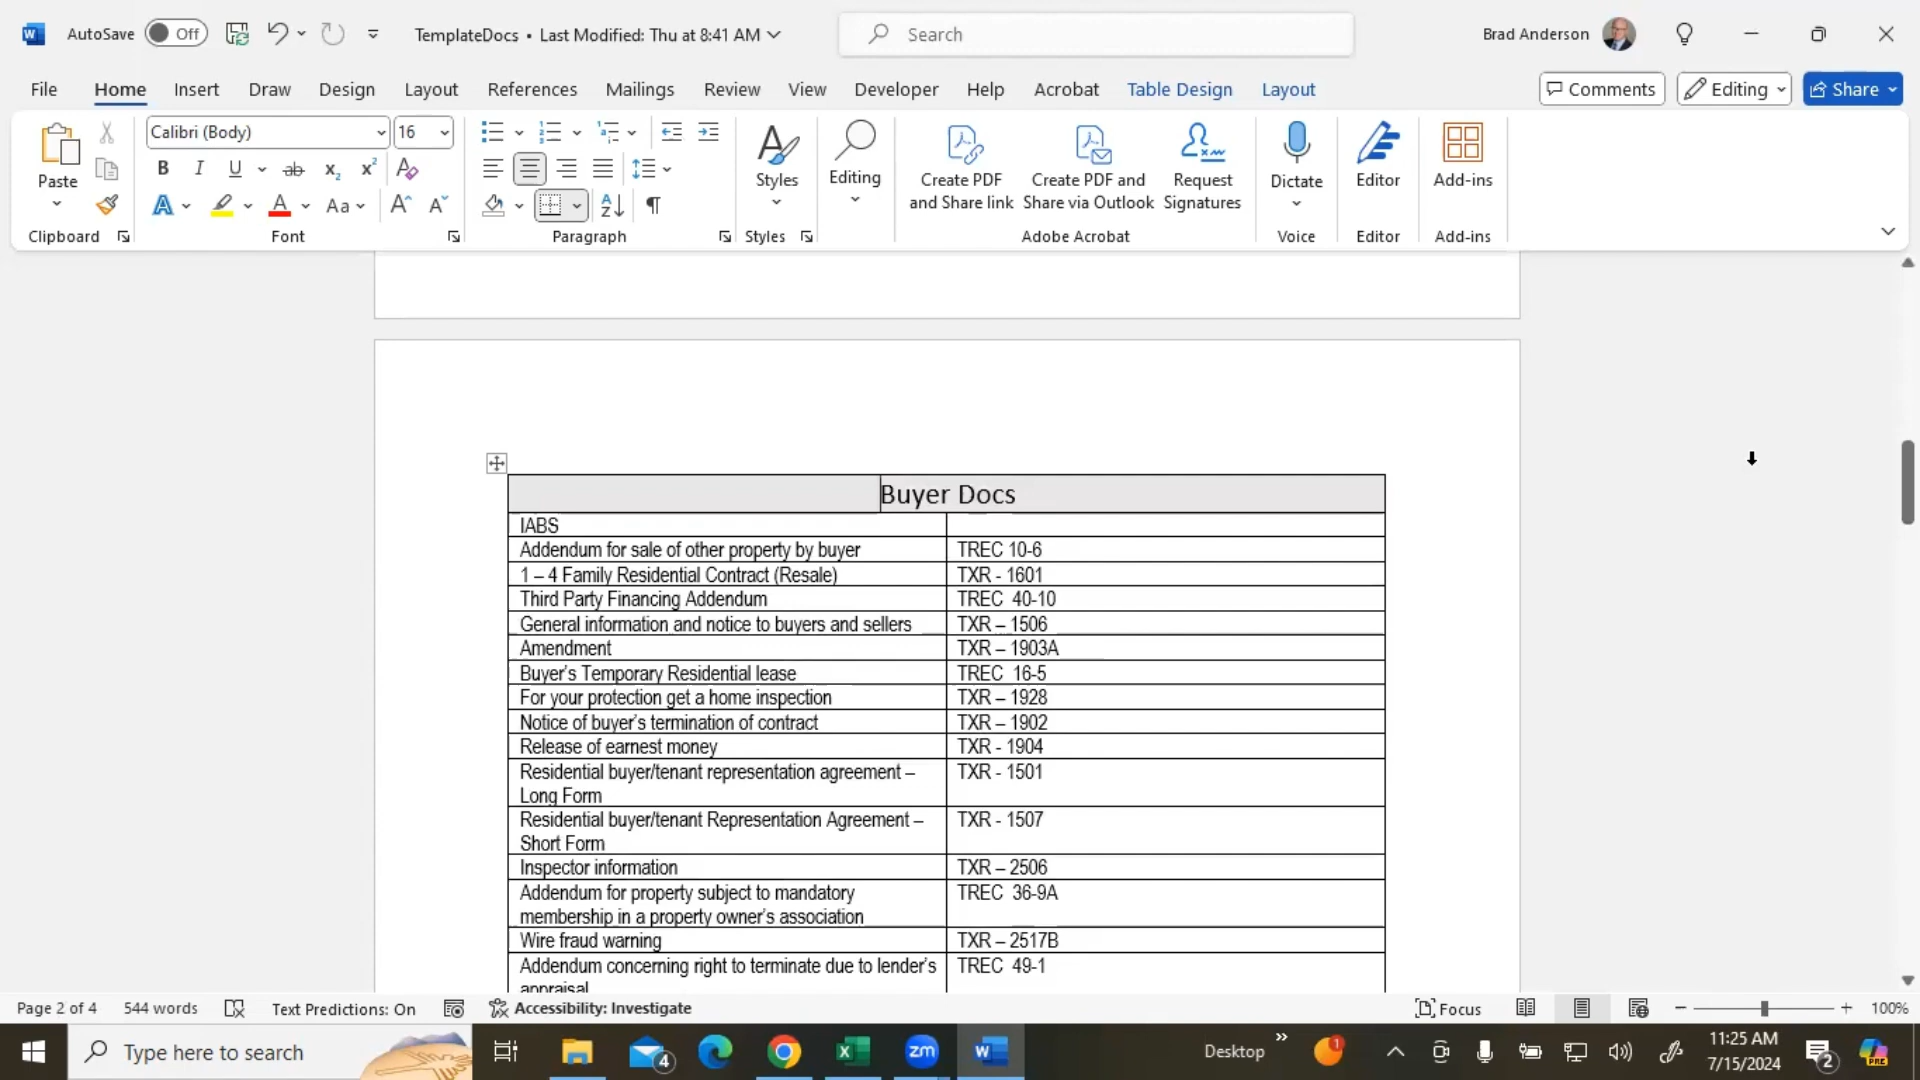 AutoSave Off TemplateDocs • Last Modified: Thu at 8:41 AM Search Brad Anderson
File Home Insert Draw Design Layout References Mailings Review View Developer Help Acrobat Table Design Layout Comments Editing Share
Calibri (Body) 16
Paste
Styles
Editing
Create PDF and Share link
Create PDF and Share via Outlook
Request Signatures
Dictate
Editor
Add-ins
Clipboard Font Paragraph Styles Adobe Acrobat Voice Editor Add-ins
Buyer Docs
IABS
Addendum for sale of other property by buyer TREC 10-6
1 – 4 Family Residential Contract (Resale) TXR - 1601
Third Party Financing Addendum TREC 40-10
General information and notice to buyers and sellers TXR – 1506
Amendment TXR – 1903A
Buyer’s Temporary Residential lease TREC 16-5
For your protection get a home inspection TXR – 1928
Notice of buyer’s termination of contract TXR – 1902
Release of earnest money TXR - 1904
Residential buyer/tenant representation agreement – TXR - 1501
Long Form
Residential buyer/tenant Representation Agreement – TXR - 1507
Short Form
Inspector information TXR – 2506
Addendum for property subject to mandatory TREC 36-9A
membership in a property owner’s association
Wire fraud warning TXR – 2517B
Addendum concerning right to terminate due to lender’s TREC 49-1
appraisal
Page 2 of 4 544 words Text Predictions: On Accessibility: Investigate Focus 100%
Type here to search 4 zm Desktop 1 11:25 AM
7/15/2024 2 PRE